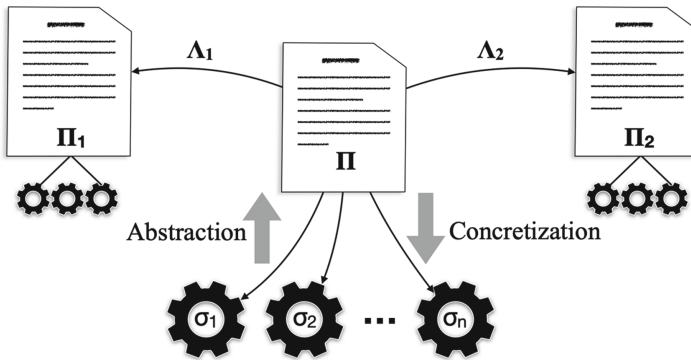 Λ₁
Λ₂
Π₁
Π
Π₂
Abstraction
Concretization
σ₁
σ₂
...
σₙ